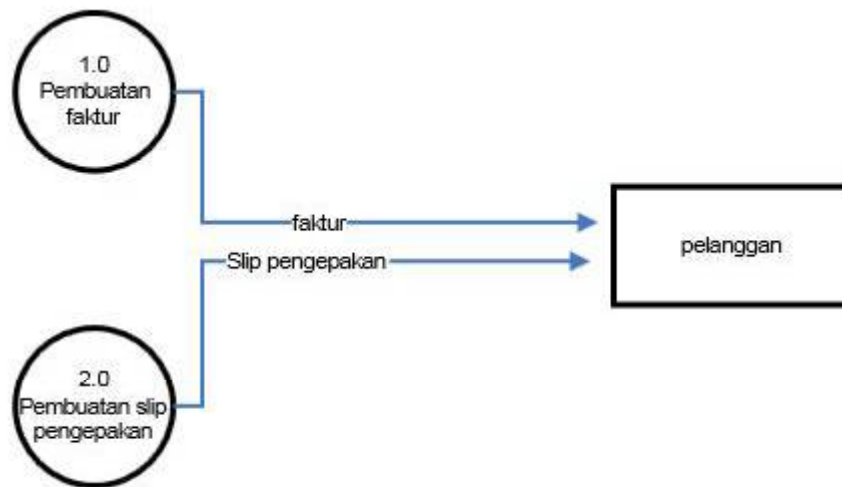 1.0
Pembuatan
faktur
faktur
pelanggan
Slip pengepakan
2.0
Pembuatan slip
pengepakan